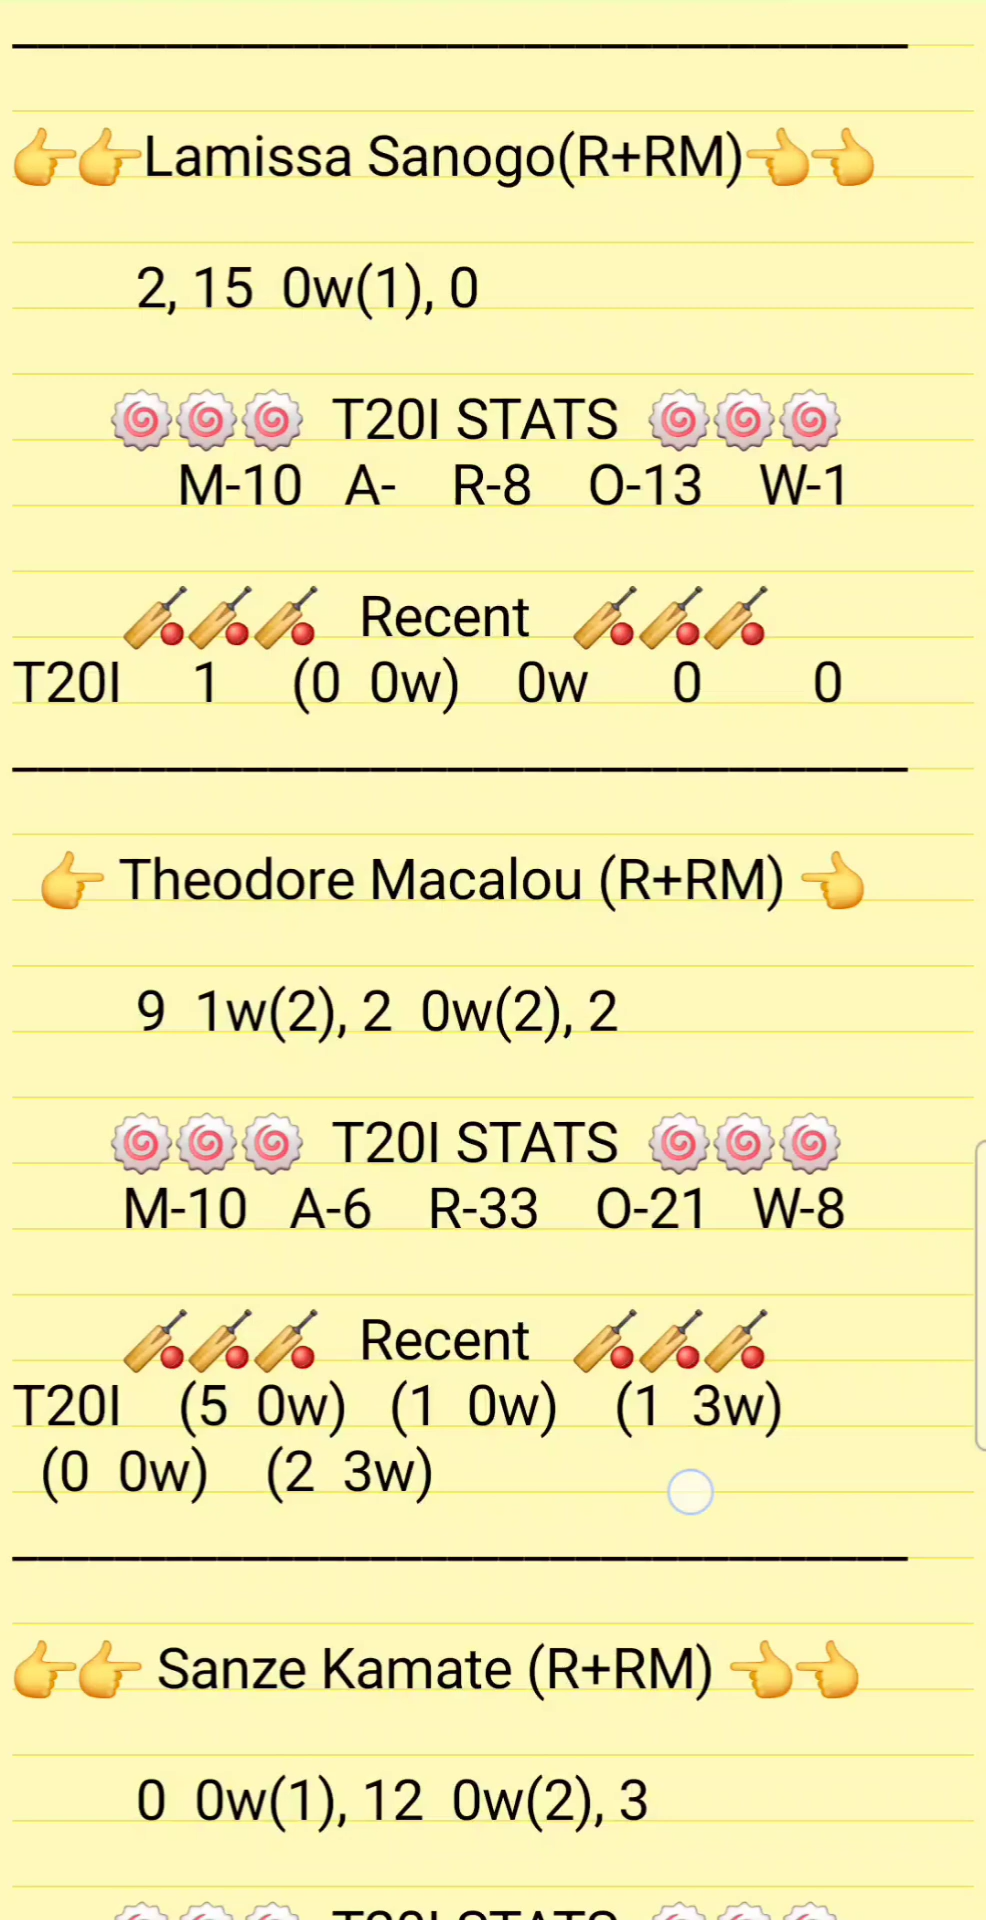 👉👉Lamissa Sanogo(R+RM)👈👈
2, 15 0w(1), 0
🍥🍥🍥 T20I STATS 🍥🍥🍥
M-10 A- R-8 O-13 W-1
🏏🏏🏏 Recent 🏏🏏🏏
T20I 1 (0 0w) 0w 0 0
👉 Theodore Macalou (R+RM) 👈
9 1w(2), 2 0w(2), 2
🍥🍥🍥 T20I STATS 🍥🍥🍥
M-10 A-6 R-33 O-21 W-8
🏏🏏🏏 Recent 🏏🏏🏏
T20I (5 0w) (1 0w) (1 3w)
(0 0w) (2 3w)
👉👉 Sanze Kamate (R+RM) 👈👈
0 0w(1), 12 0w(2), 3
🍥🍥🍥 T20I STATS 🍥🍥🍥